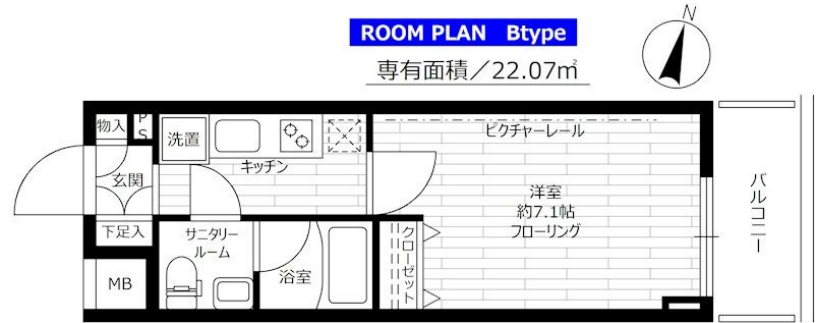 ROOM PLAN Btype
N
専有面積／22.07㎡
物入
PS
洗置
ピクチャーレール
キッチン
玄関
洋室
約7.1帖
フローリング
バルコニー
下足入
サニタリー
ルーム
クローゼット
浴室
MB